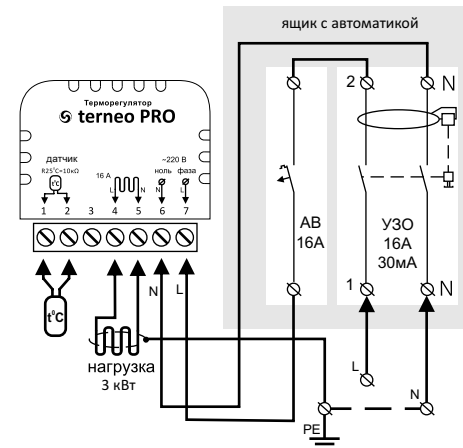 ящик с автоматикой
Терморегулятор
terneo PRO
датчик
R25°C=10кΩ
t°C
16 А
L
N
~220 В
ноль
фаза
N
L
1
2
3
4
5
6
7
t°C
нагрузка
3 кВт
N
L
АВ
16А
2
N
УЗО
16А
30мА
1
N
L
N
PE